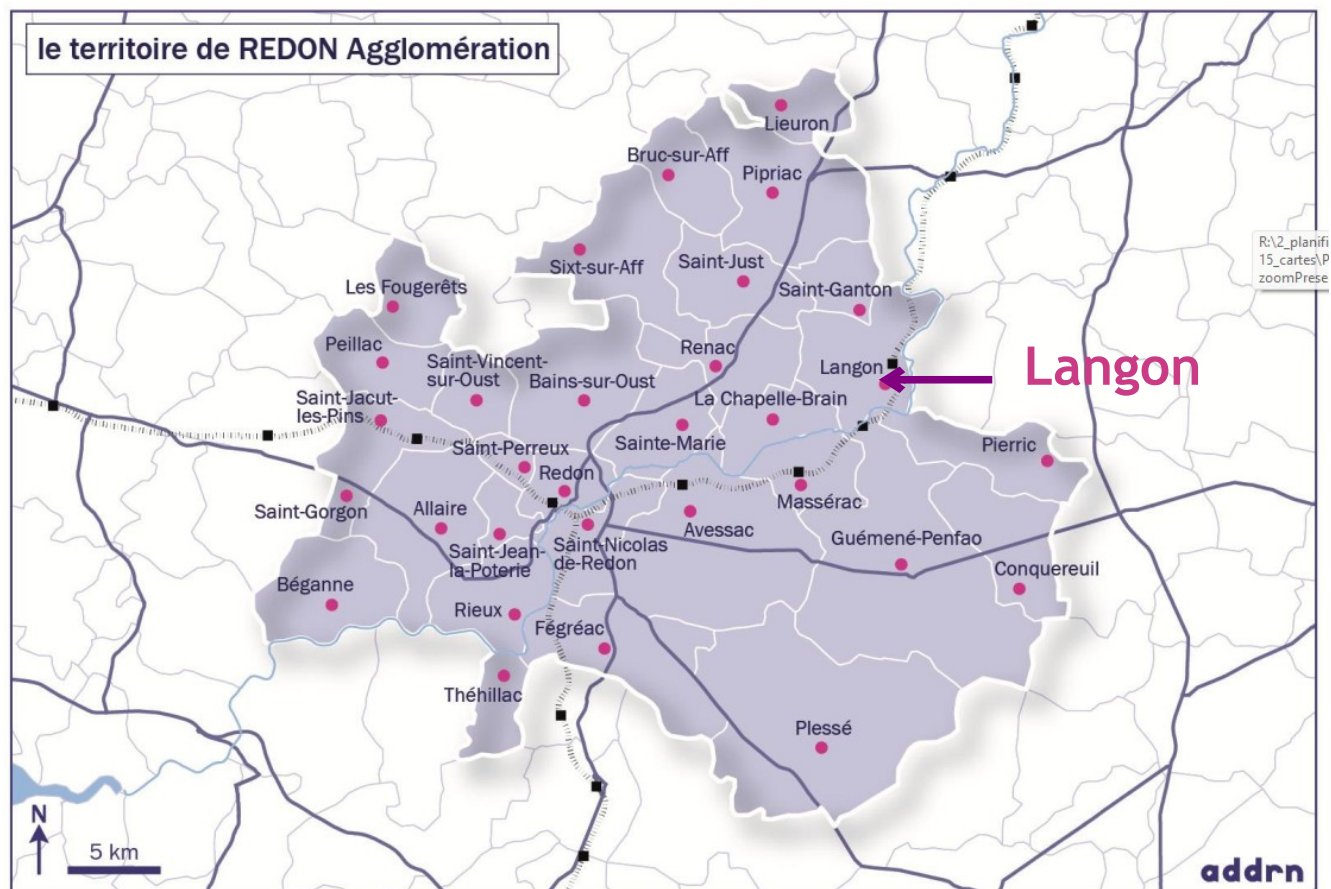 le territoire de REDON Agglomération
Lieuron
Bruc-sur-Aff
Pipriac
R:\2_planifi
15_cartes\P
zoomPrese
Sixt-sur-Aff
Saint-Just
Les Fougerêts
Saint-Ganton
Peillac
Saint-Vincent-
sur-Oust
Renac
Langon
Langon
Bains-sur-Oust
Saint-Jacut-
les-Pins
La Chapelle-Brain
Sainte-Marie
Pierric
Saint-Perreux
Redon
Massérac
Saint-Gorgon
Allaire
Avessac
Saint-Jean-
la-Poterie
Saint-Nicolas
de-Redon
Guémené-Penfao
Conquereuil
Béganne
Rieux
Fégréac
Théhillac
Plessé
N
5 km
addrn